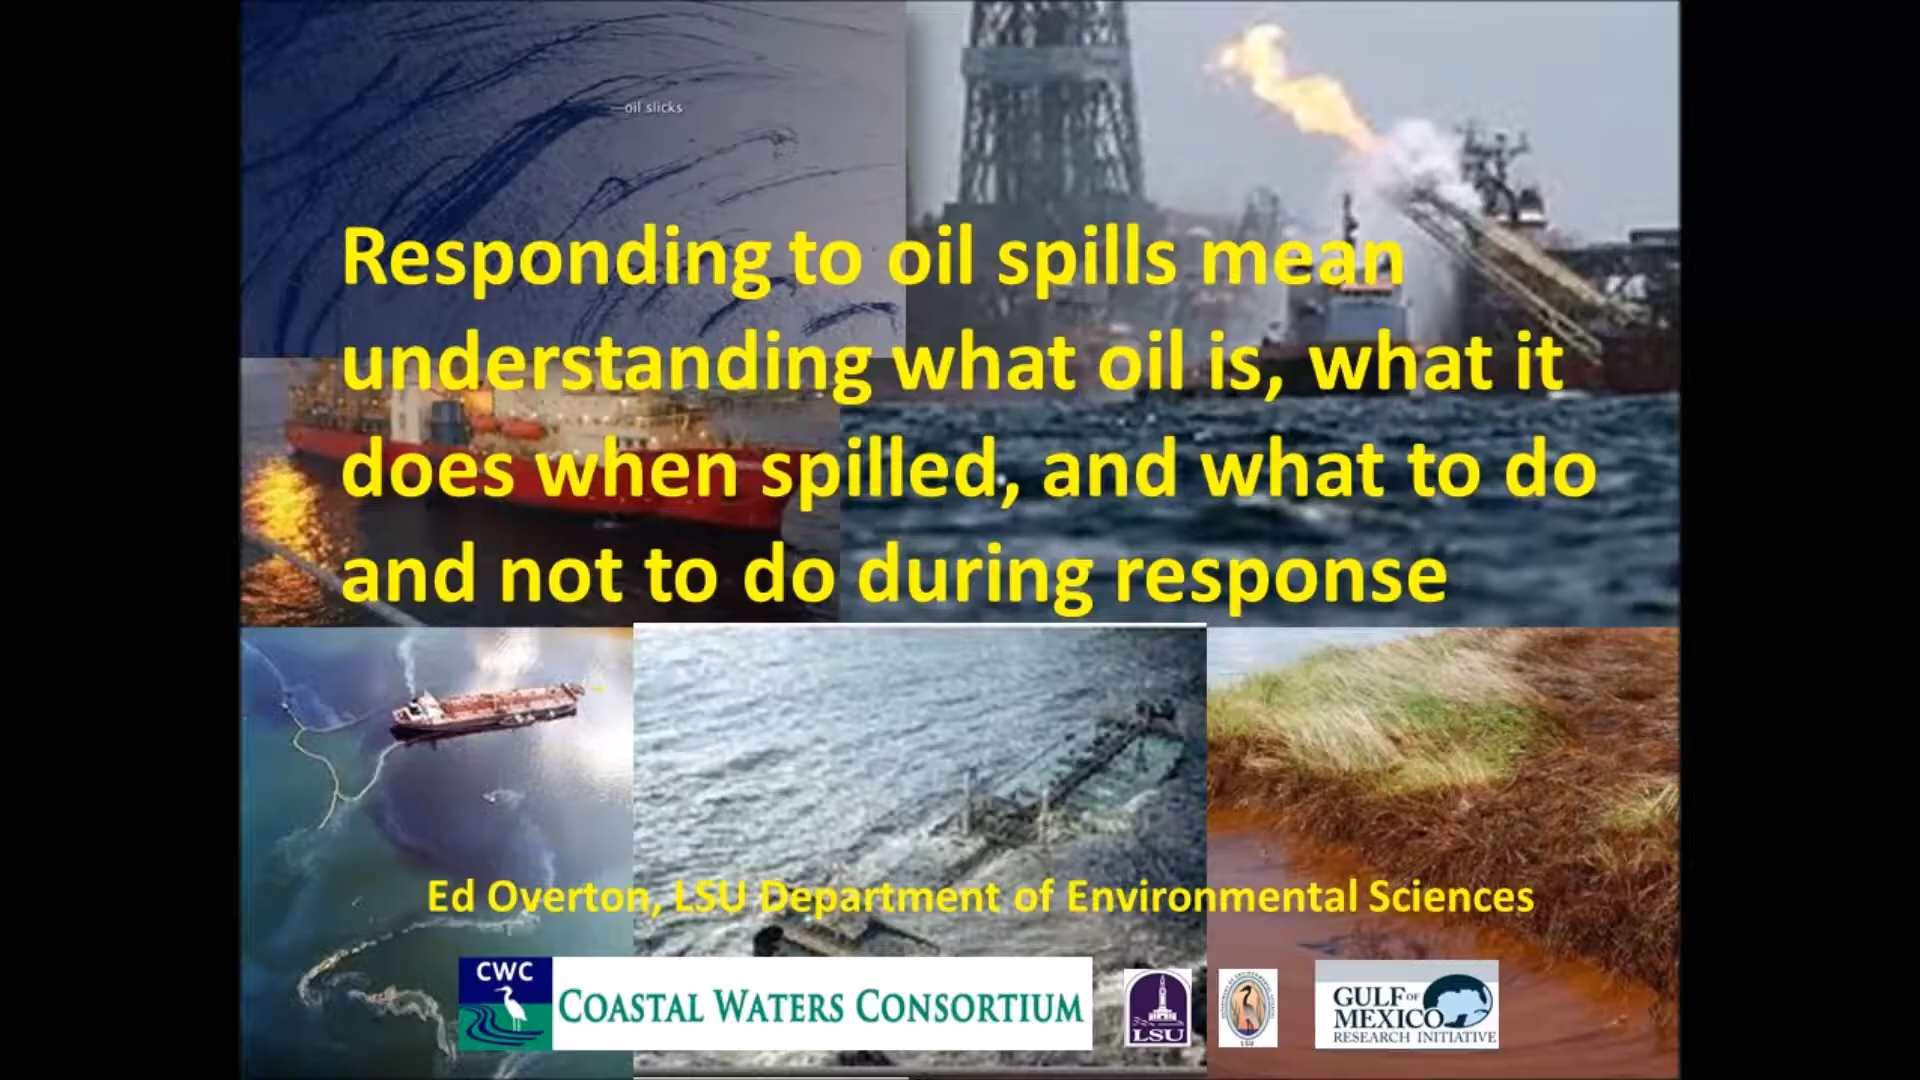 oil slicks
Responding to oil spills mean
understanding what oil is, what it
does when spilled, and what to do
and not to do during response
Ed Overton, LSU Department of Environmental Sciences
CWC
COASTAL WATERS CONSORTIUM
LSU
LSU
GULF OF
MEXICO
RESEARCH INITIATIVE